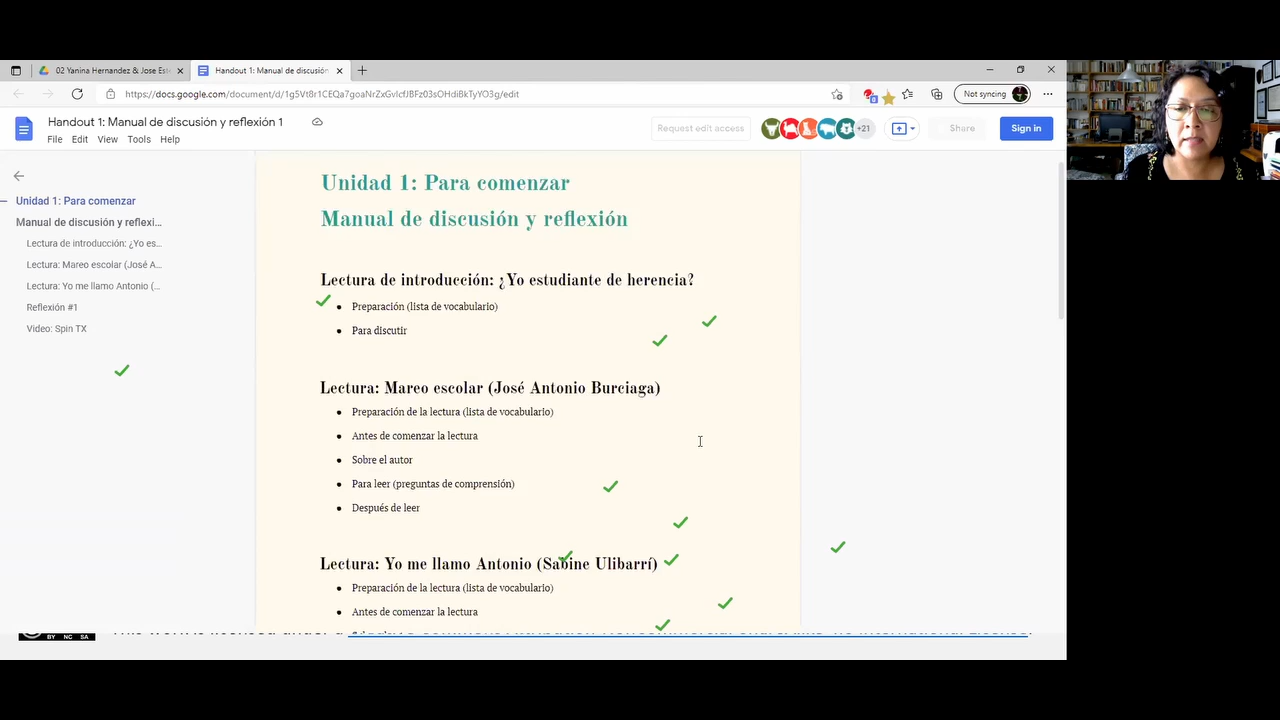 02 Yanina Hernandez & Jose Est
Handout 1: Manual de discusión
https://docs.google.com/document/d/1g5Vt8r1CEQa7goaNrZxGvIcfJBFz03sOHdiBkTyYO3g/edit
Not syncing
Handout 1: Manual de discusión y reflexión 1
File Edit View Tools Help
Request edit access
+21
Share
Sign in
Unidad 1: Para comenzar
Manual de discusión y reflexi...
Lectura de introducción: ¿Yo es...
Lectura: Mareo escolar (José A...
Lectura: Yo me llamo Antonio (...
Reflexión #1
Video: Spin TX
Unidad 1: Para comenzar
Manual de discusión y reflexión
Lectura de introducción: ¿Yo estudiante de herencia?
Preparación (lista de vocabulario)
Para discutir
Lectura: Mareo escolar (José Antonio Burciaga)
Preparación de la lectura (lista de vocabulario)
Antes de comenzar la lectura
Sobre el autor
Para leer (preguntas de comprensión)
Después de leer
Lectura: Yo me llamo Antonio (Sabine Ulibarrí)
Preparación de la lectura (lista de vocabulario)
Antes de comenzar la lectura
BY NC SA